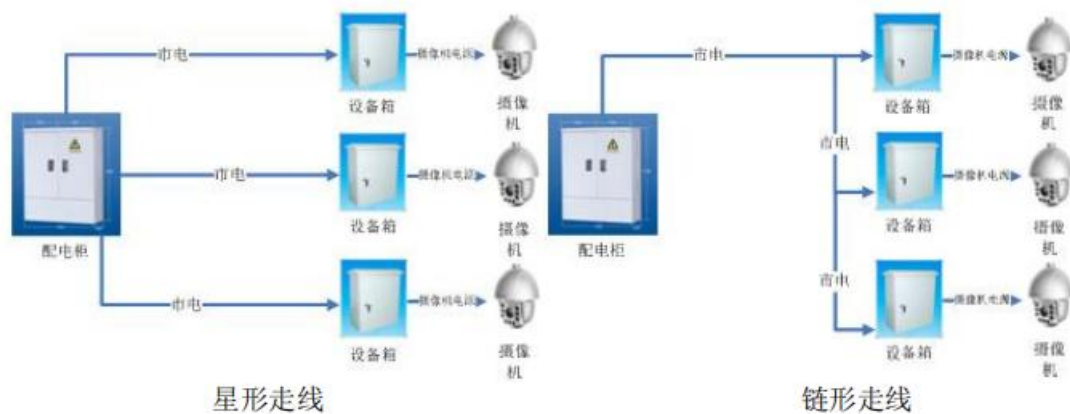 市电
摄像机电源
设备箱
摄像
机
市电
摄像机电源
设备箱
摄像
机
配电柜
市电
摄像机电源
设备箱
摄像
机
星形走线
市电
摄像机电源
设备箱
摄像
机
市电
摄像机电源
设备箱
摄像
机
配电柜
市电
摄像机电源
设备箱
摄像
机
链形走线